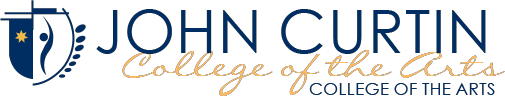 JOHN CURTIN
College of the Arts
COLLEGE OF THE ARTS